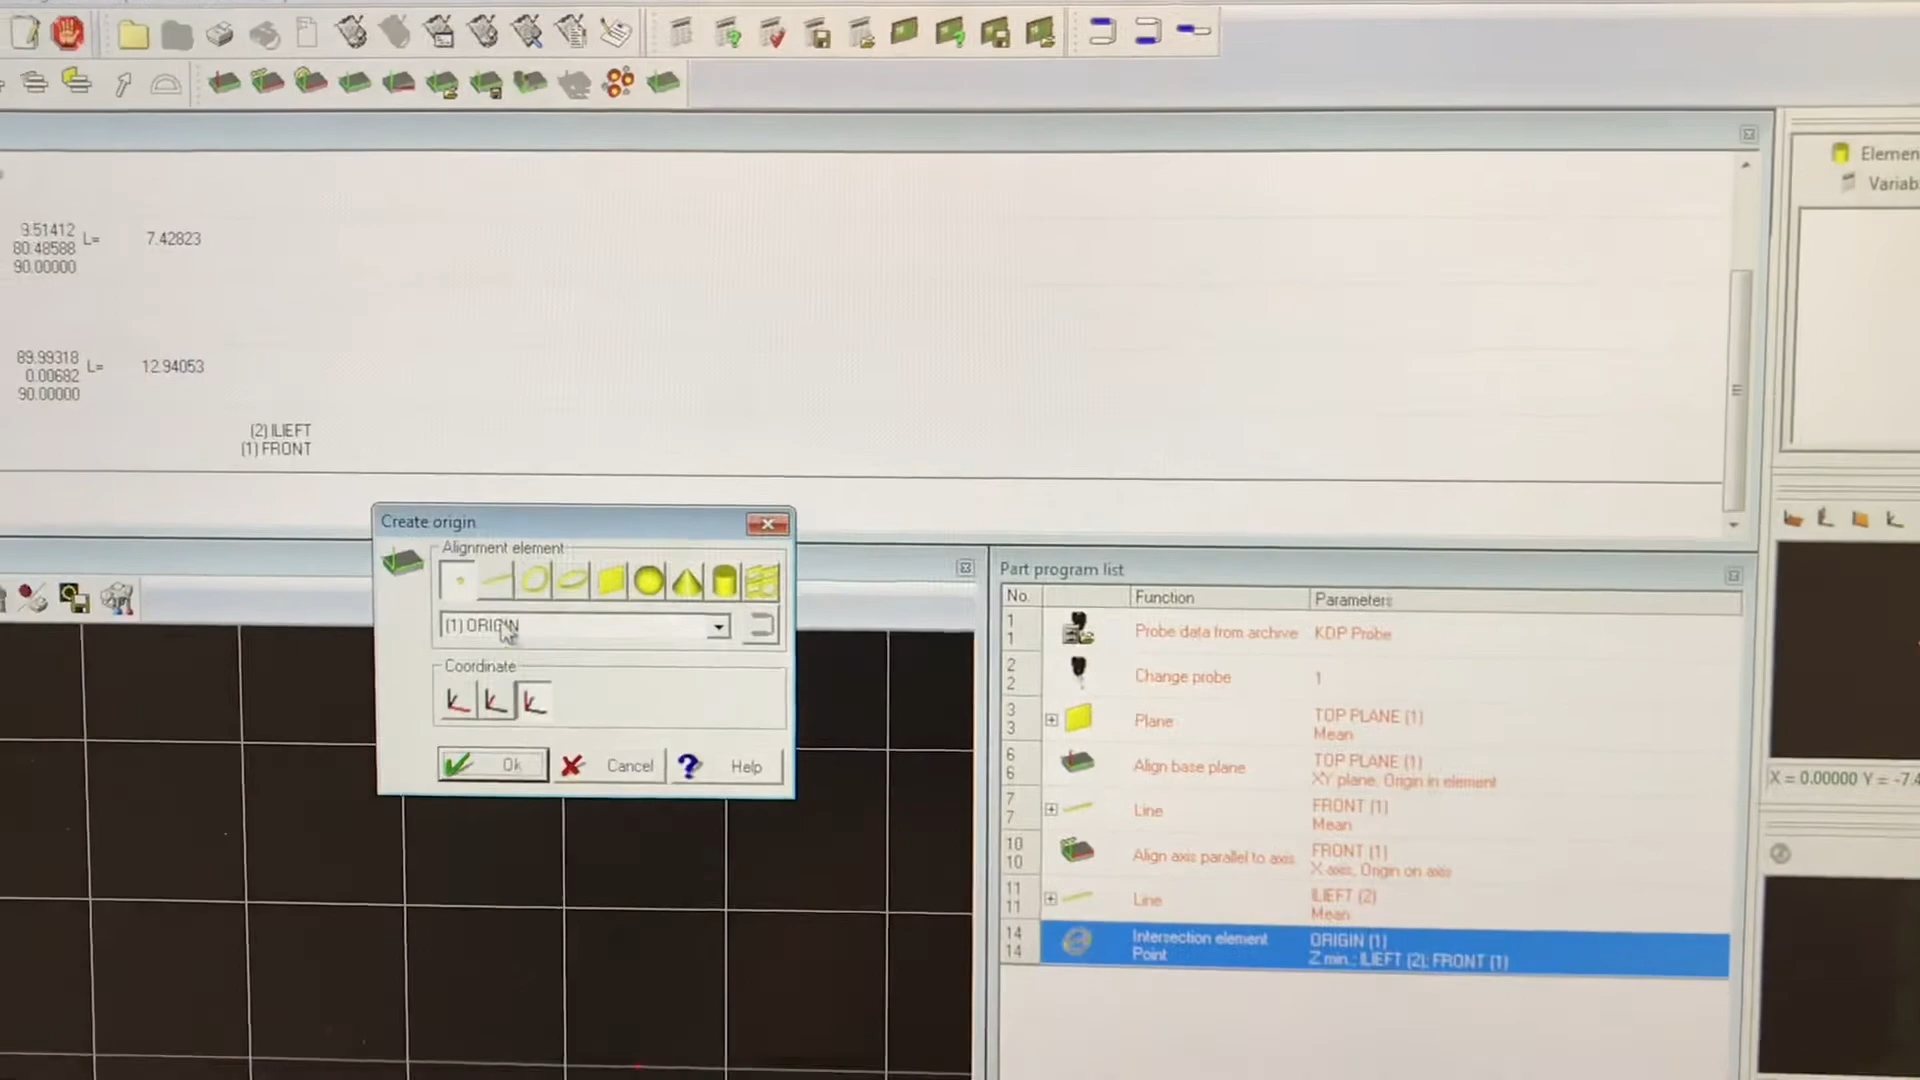 Elemen
Variab
9.51412
80.48588
90.00000
L=
7.42823
89.99318
0.00682
90.00000
L=
12.94053
(2) ILIEFT
(1) FRONT
Create origin
Alignment element
(1) ORIGIN
Coordinate
Ok
Cancel
Help
Part program list
No.
Function
Parameters
1
1
Probe data from archive
KDP Probe
2
2
Change probe
1
3
3
Plane
TOP PLANE (1)
Mean
6
6
Align base plane
TOP PLANE (1)
XY plane, Origin in element
7
7
Line
FRONT (1)
Mean
10
10
Align axis parallel to axis
FRONT (1)
X axis, Origin on axis
11
11
Line
ILIEFT (2)
Mean
14
14
Intersection element
Point
ORIGIN (1)
Z min.; ILIEFT (2); FRONT (1)
X = 0.00000 Y = -7.4